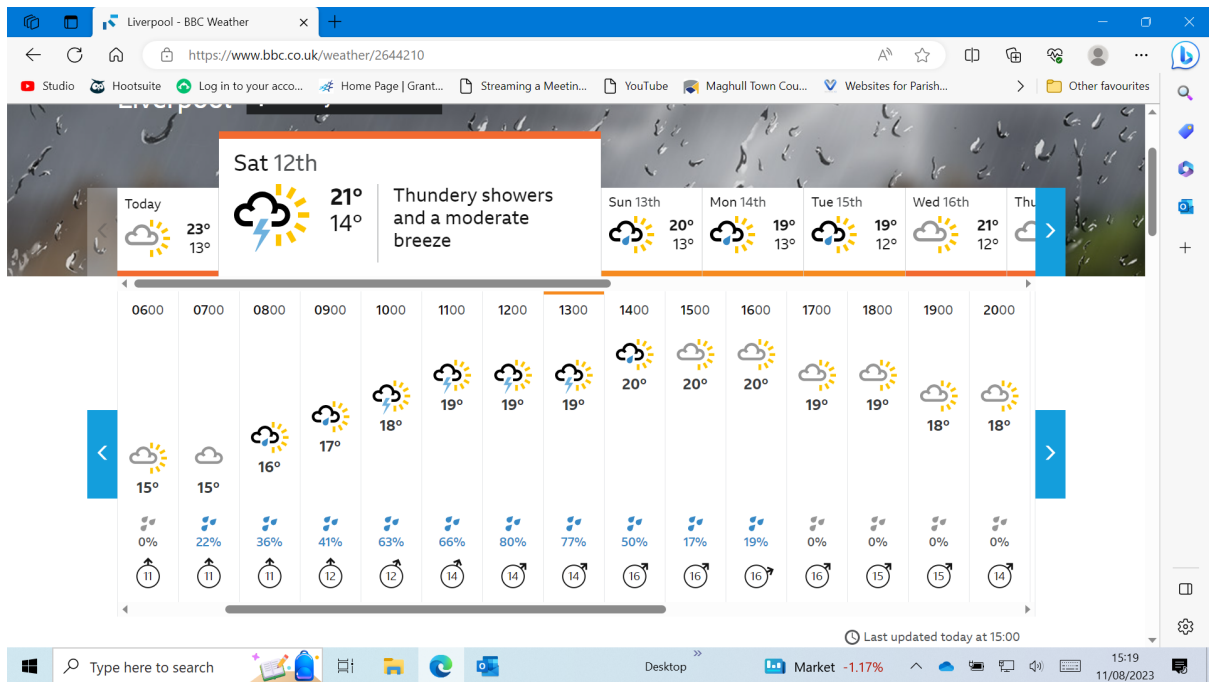 Liverpool - BBC Weather
https://www.bbc.co.uk/weather/2644210
Studio Hootsuite Log in to your acco... Home Page | Grant... Streaming a Meetin... YouTube Maghull Town Cou... Websites for Parish... Other favourites
Liverpool
Sat 12th
21° 14°
Thundery showers
and a moderate
breeze
Today 23° 13°
Sun 13th 20° 13°
Mon 14th 19° 13°
Tue 15th 19° 12°
Wed 16th 21° 12°
Thu
0600 0700 0800 0900 1000 1100 1200 1300 1400 1500 1600 1700 1800 1900 2000
15° 15° 16° 17° 18° 19° 19° 19° 20° 20° 20° 19° 19° 18° 18°
0% 22% 36% 41% 63% 66% 80% 77% 50% 17% 19% 0% 0% 0% 0%
11 11 11 12 12 14 14 14 16 16 16 16 15 15 14
Last updated today at 15:00
Type here to search
Desktop
Market -1.17%
15:19
11/08/2023